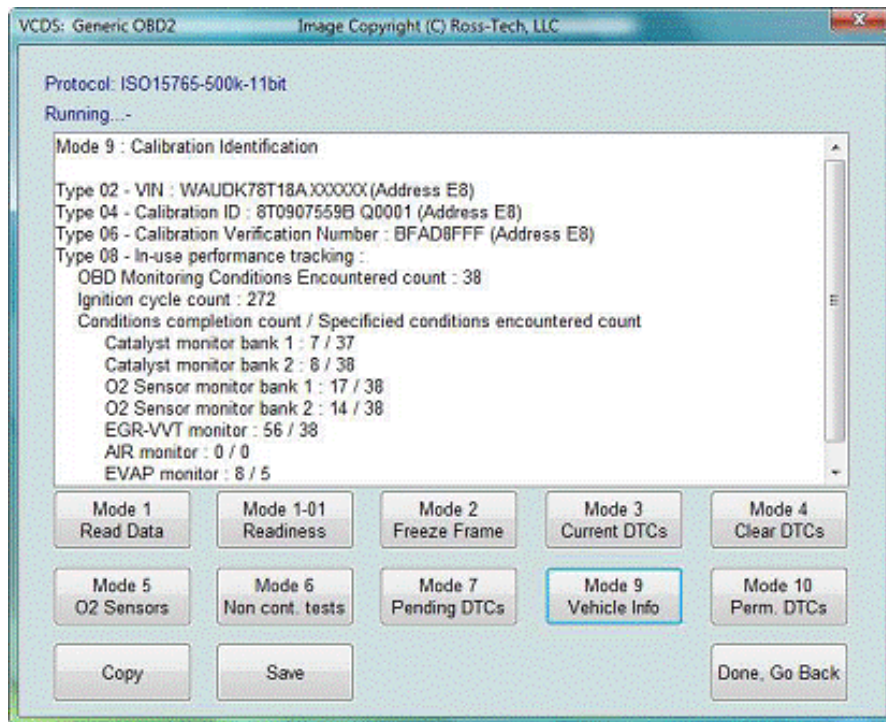 VCDS: Generic OBD2 Image Copyright (C) Ross-Tech, LLC
Protocol: ISO15765-500k-11bit
Running...-
Mode 9 : Calibration Identification
Type 02 - VIN : WAUDK78T18AXXXXXX (Address E8)
Type 04 - Calibration ID : 8T0907559B Q0001 (Address E8)
Type 06 - Calibration Verification Number : BFAD8FFF (Address E8)
Type 08 - In-use performance tracking :
OBD Monitoring Conditions Encountered count : 38
Ignition cycle count : 272
Conditions completion count / Specificied conditions encountered count
Catalyst monitor bank 1 : 7 / 37
Catalyst monitor bank 2 : 8 / 38
O2 Sensor monitor bank 1 : 17 / 38
O2 Sensor monitor bank 2 : 14 / 38
EGR-VVT monitor : 56 / 38
AIR monitor : 0 / 0
EVAP monitor : 8 / 5
Mode 1 Mode 1-01 Mode 2 Mode 3 Mode 4
Read Data Readiness Freeze Frame Current DTCs Clear DTCs
Mode 5 Mode 6 Mode 7 Mode 9 Mode 10
O2 Sensors Non cont. tests Pending DTCs Vehicle Info Perm. DTCs
Copy Save Done, Go Back